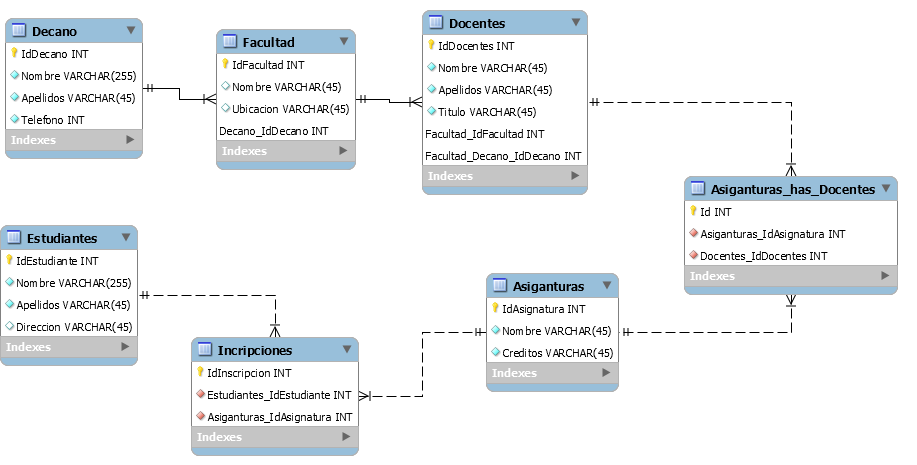 Decano
IdDecano INT
Nombre VARCHAR(255)
Apellidos VARCHAR(45)
Telefono INT
Indexes
Facultad
IdFacultad INT
Nombre VARCHAR(45)
Ubicacion VARCHAR(45)
Decano_IdDecano INT
Indexes
Docentes
IdDocentes INT
Nombre VARCHAR(45)
Apellidos VARCHAR(45)
Titulo VARCHAR(45)
Facultad_IdFacultad INT
Facultad_Decano_IdDecano INT
Indexes
Asiganturas_has_Docentes
Id INT
Asiganturas_IdAsignatura INT
Docentes_IdDocentes INT
Indexes
Estudiantes
IdEstudiante INT
Nombre VARCHAR(255)
Apellidos VARCHAR(45)
Direccion VARCHAR(45)
Indexes
Asiganturas
IdAsignatura INT
Nombre VARCHAR(45)
Creditos VARCHAR(45)
Indexes
Incripciones
IdInscripcion INT
Estudiantes_IdEstudiante INT
Asiganturas_IdAsignatura INT
Indexes